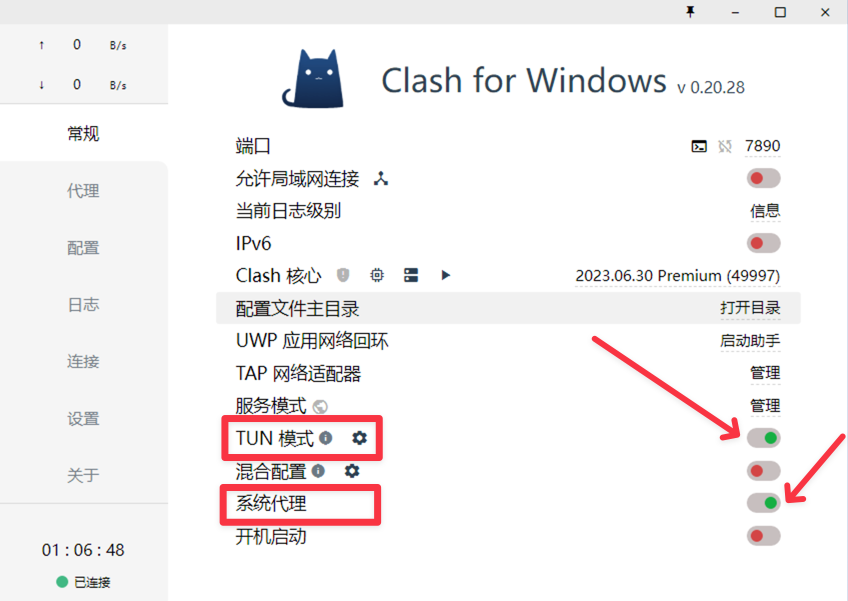 ↑ 0 B/s
↓ 0 B/s
常规
代理
配置
日志
连接
设置
关于
01 : 06 : 48
已连接
Clash for Windows v 0.20.28
端口 7890
允许局域网连接
当前日志级别 信息
IPv6
Clash 核心 2023.06.30 Premium (49997)
配置文件主目录 打开目录
UWP 应用网络回环 启动助手
TAP 网络适配器 管理
服务模式 管理
TUN 模式
混合配置
系统代理
开机启动